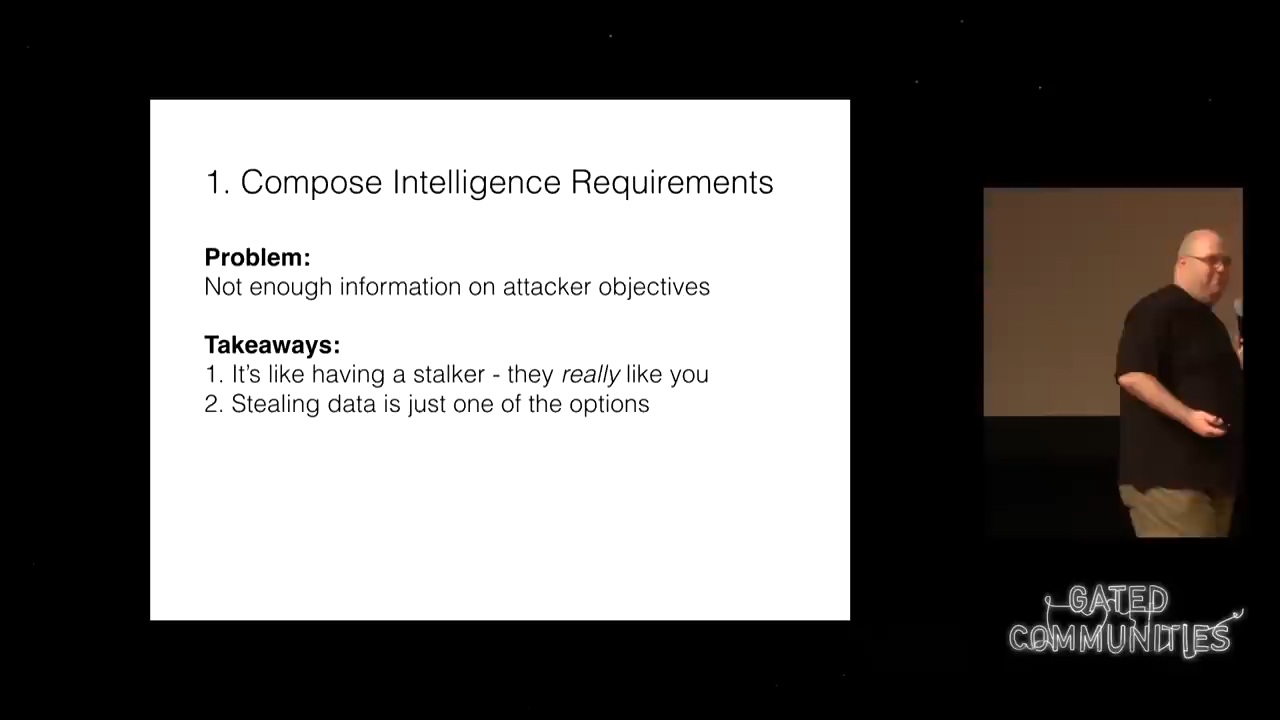 1. Compose Intelligence Requirements
Problem:
Not enough information on attacker objectives
Takeaways:
1. It's like having a stalker - they really like you
2. Stealing data is just one of the options
GATED
COMMUNITIES